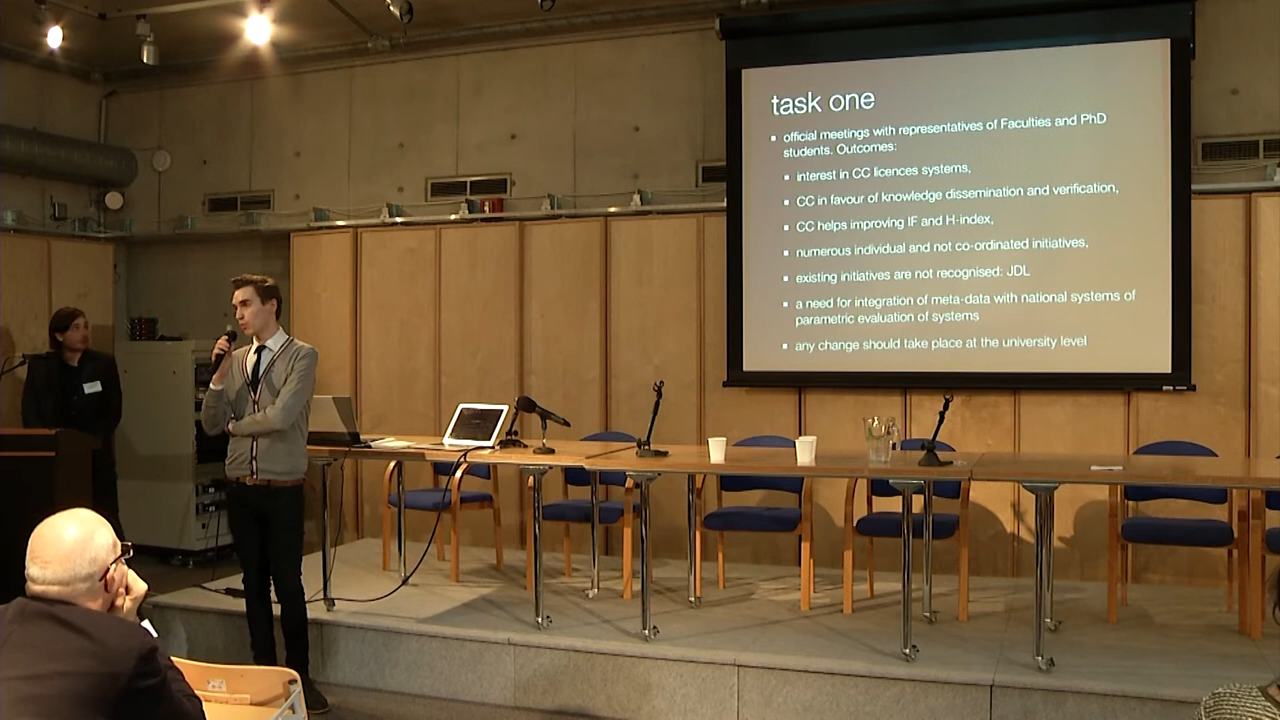 task one
▪ official meetings with representatives of Faculties and PhD
students. Outcomes:
▪ interest in CC licences systems,
▪ CC in favour of knowledge dissemination and verification,
▪ CC helps improving IF and H-index,
▪ numerous individual and not co-ordinated initiatives,
▪ existing initiatives are not recognised: JDL
▪ a need for integration of meta-data with national systems of
parametric evaluation of systems
▪ any change should take place at the university level